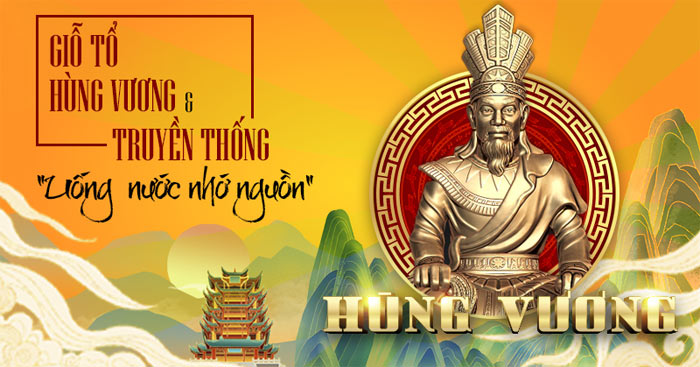 GIỖ TỔ
HÙNG VƯƠNG &
TRUYỀN THỐNG
"Uống nước nhớ nguồn"
HÙNG VƯƠNG